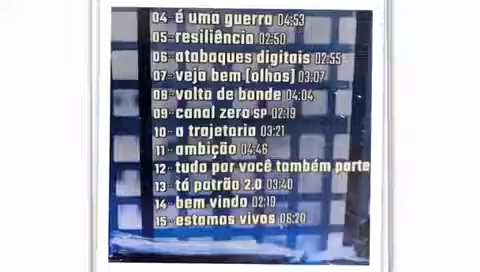 04 - é uma guerra 04:53
05 - resiliência 02:50
06 - atabaques digitais 02:55
07 - veja bem [olhos] 03:07
08 - volta de bonde 04:04
09 - canal zero SP 02:19
10 - a trajetoria 03:21
11 - ambição 04:46
12 - tudo por você também parte
13 - tá patrão 2.0 03:40
14 - bem vindo 02:19
15 - estamos vivos 06:20